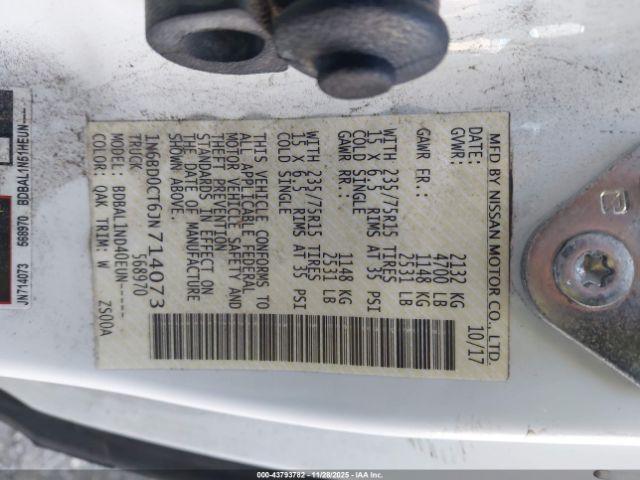 MFD BY NISSAN MOTOR CO., LTD.
DATE: 10/17
GVWR: 2132 KG
4700 LB
GAWR FR.: 1148 KG
2531 LB
WITH 235/75R15 TIRES
15 X 6.5 RIMS AT 35 PSI
COLD SINGLE
GAWR RR.: 1148 KG
2531 LB
WITH 235/75R15 TIRES
15 X 6.5 RIMS AT 35 PSI
COLD SINGLE
THIS VEHICLE CONFORMS TO
ALL APPLICABLE FEDERAL
MOTOR VEHICLE SAFETY AND
THEFT PREVENTION
STANDARDS IN EFFECT ON
THE DATE OF MANUFACTURE
SHOWN ABOVE.
1N6BD0CT6JN714073
TRUCK 568970
MODEL: BDBAL1ND40EUN-----
COLOR: QAK TRIM: W ZS00A
JN714073 568970
000-43793782 - 11/28/2025 - IAA Inc.